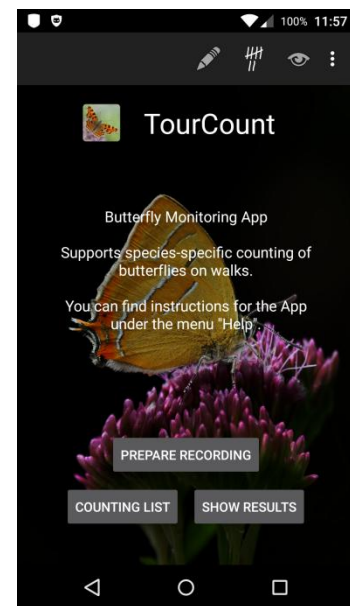 100% 11:57
TourCount
Butterfly Monitoring App
Supports species-specific counting of
butterflies on walks.
You can find instructions for the App
under the menu "Help".
PREPARE RECORDING
COUNTING LIST SHOW RESULTS